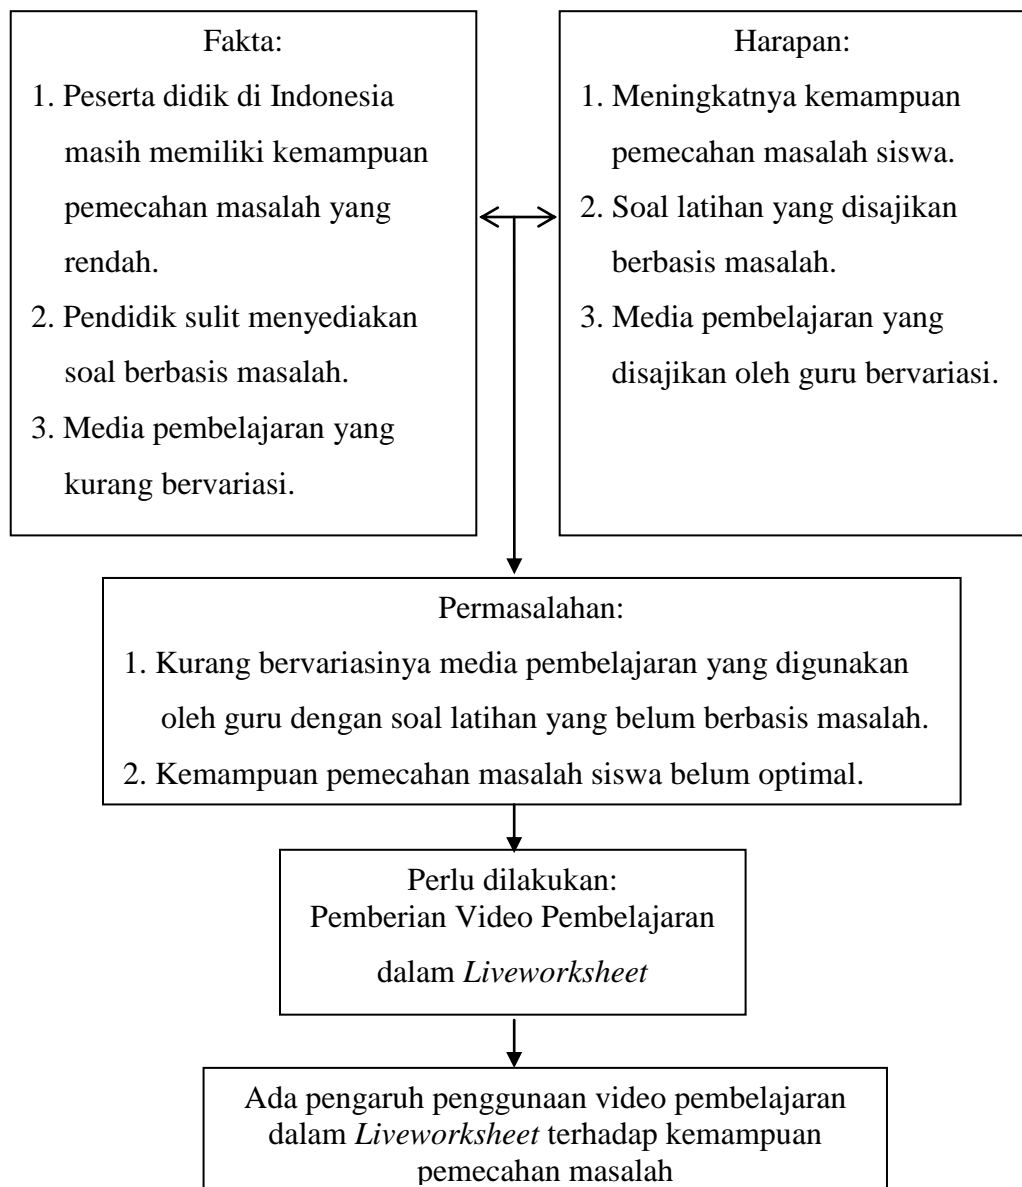 Fakta:
1. Peserta didik di Indonesia
masih memiliki kemampuan
pemecahan masalah yang
rendah.
2. Pendidik sulit menyediakan
soal berbasis masalah.
3. Media pembelajaran yang
kurang bervariasi.
Harapan:
1. Meningkatnya kemampuan
pemecahan masalah siswa.
2. Soal latihan yang disajikan
berbasis masalah.
3. Media pembelajaran yang
disajikan oleh guru bervariasi.
Permasalahan:
1. Kurang bervariasinya media pembelajaran yang digunakan
oleh guru dengan soal latihan yang belum berbasis masalah.
2. Kemampuan pemecahan masalah siswa belum optimal.
Perlu dilakukan:
Pemberian Video Pembelajaran
dalam Liveworksheet
Ada pengaruh penggunaan video pembelajaran
dalam Liveworksheet terhadap kemampuan
pemecahan masalah